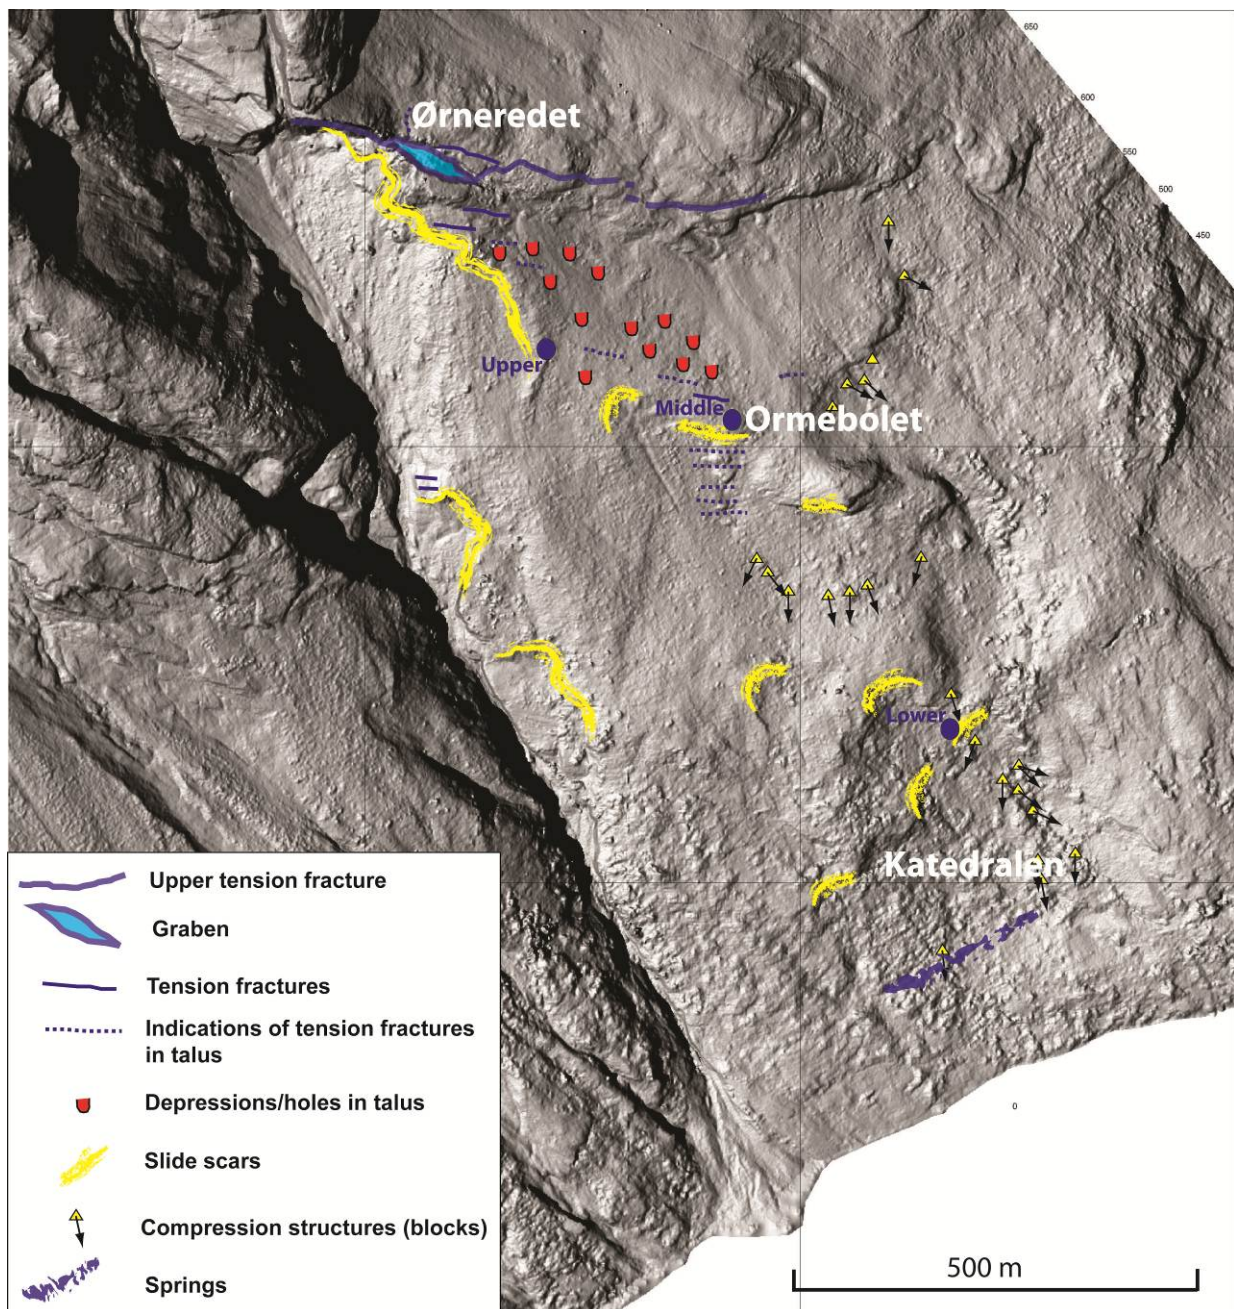 650
600
Ørneredet
550
500
450
Upper
Middle
Ormebolet
Lower
Katedralen
Upper tension fracture
Graben
Tension fractures
Indications of tension fractures
in talus
Depressions/holes in talus
Slide scars
Compression structures (blocks)
Springs
0
500 m